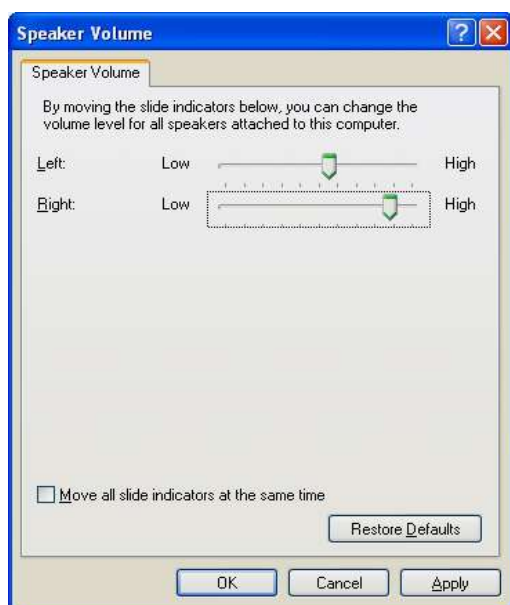 Speaker Volume
Speaker Volume
By moving the slide indicators below, you can change the
volume level for all speakers attached to this computer.
Left: Low High
Right: Low High
Move all slide indicators at the same time
Restore Defaults
OK Cancel Apply